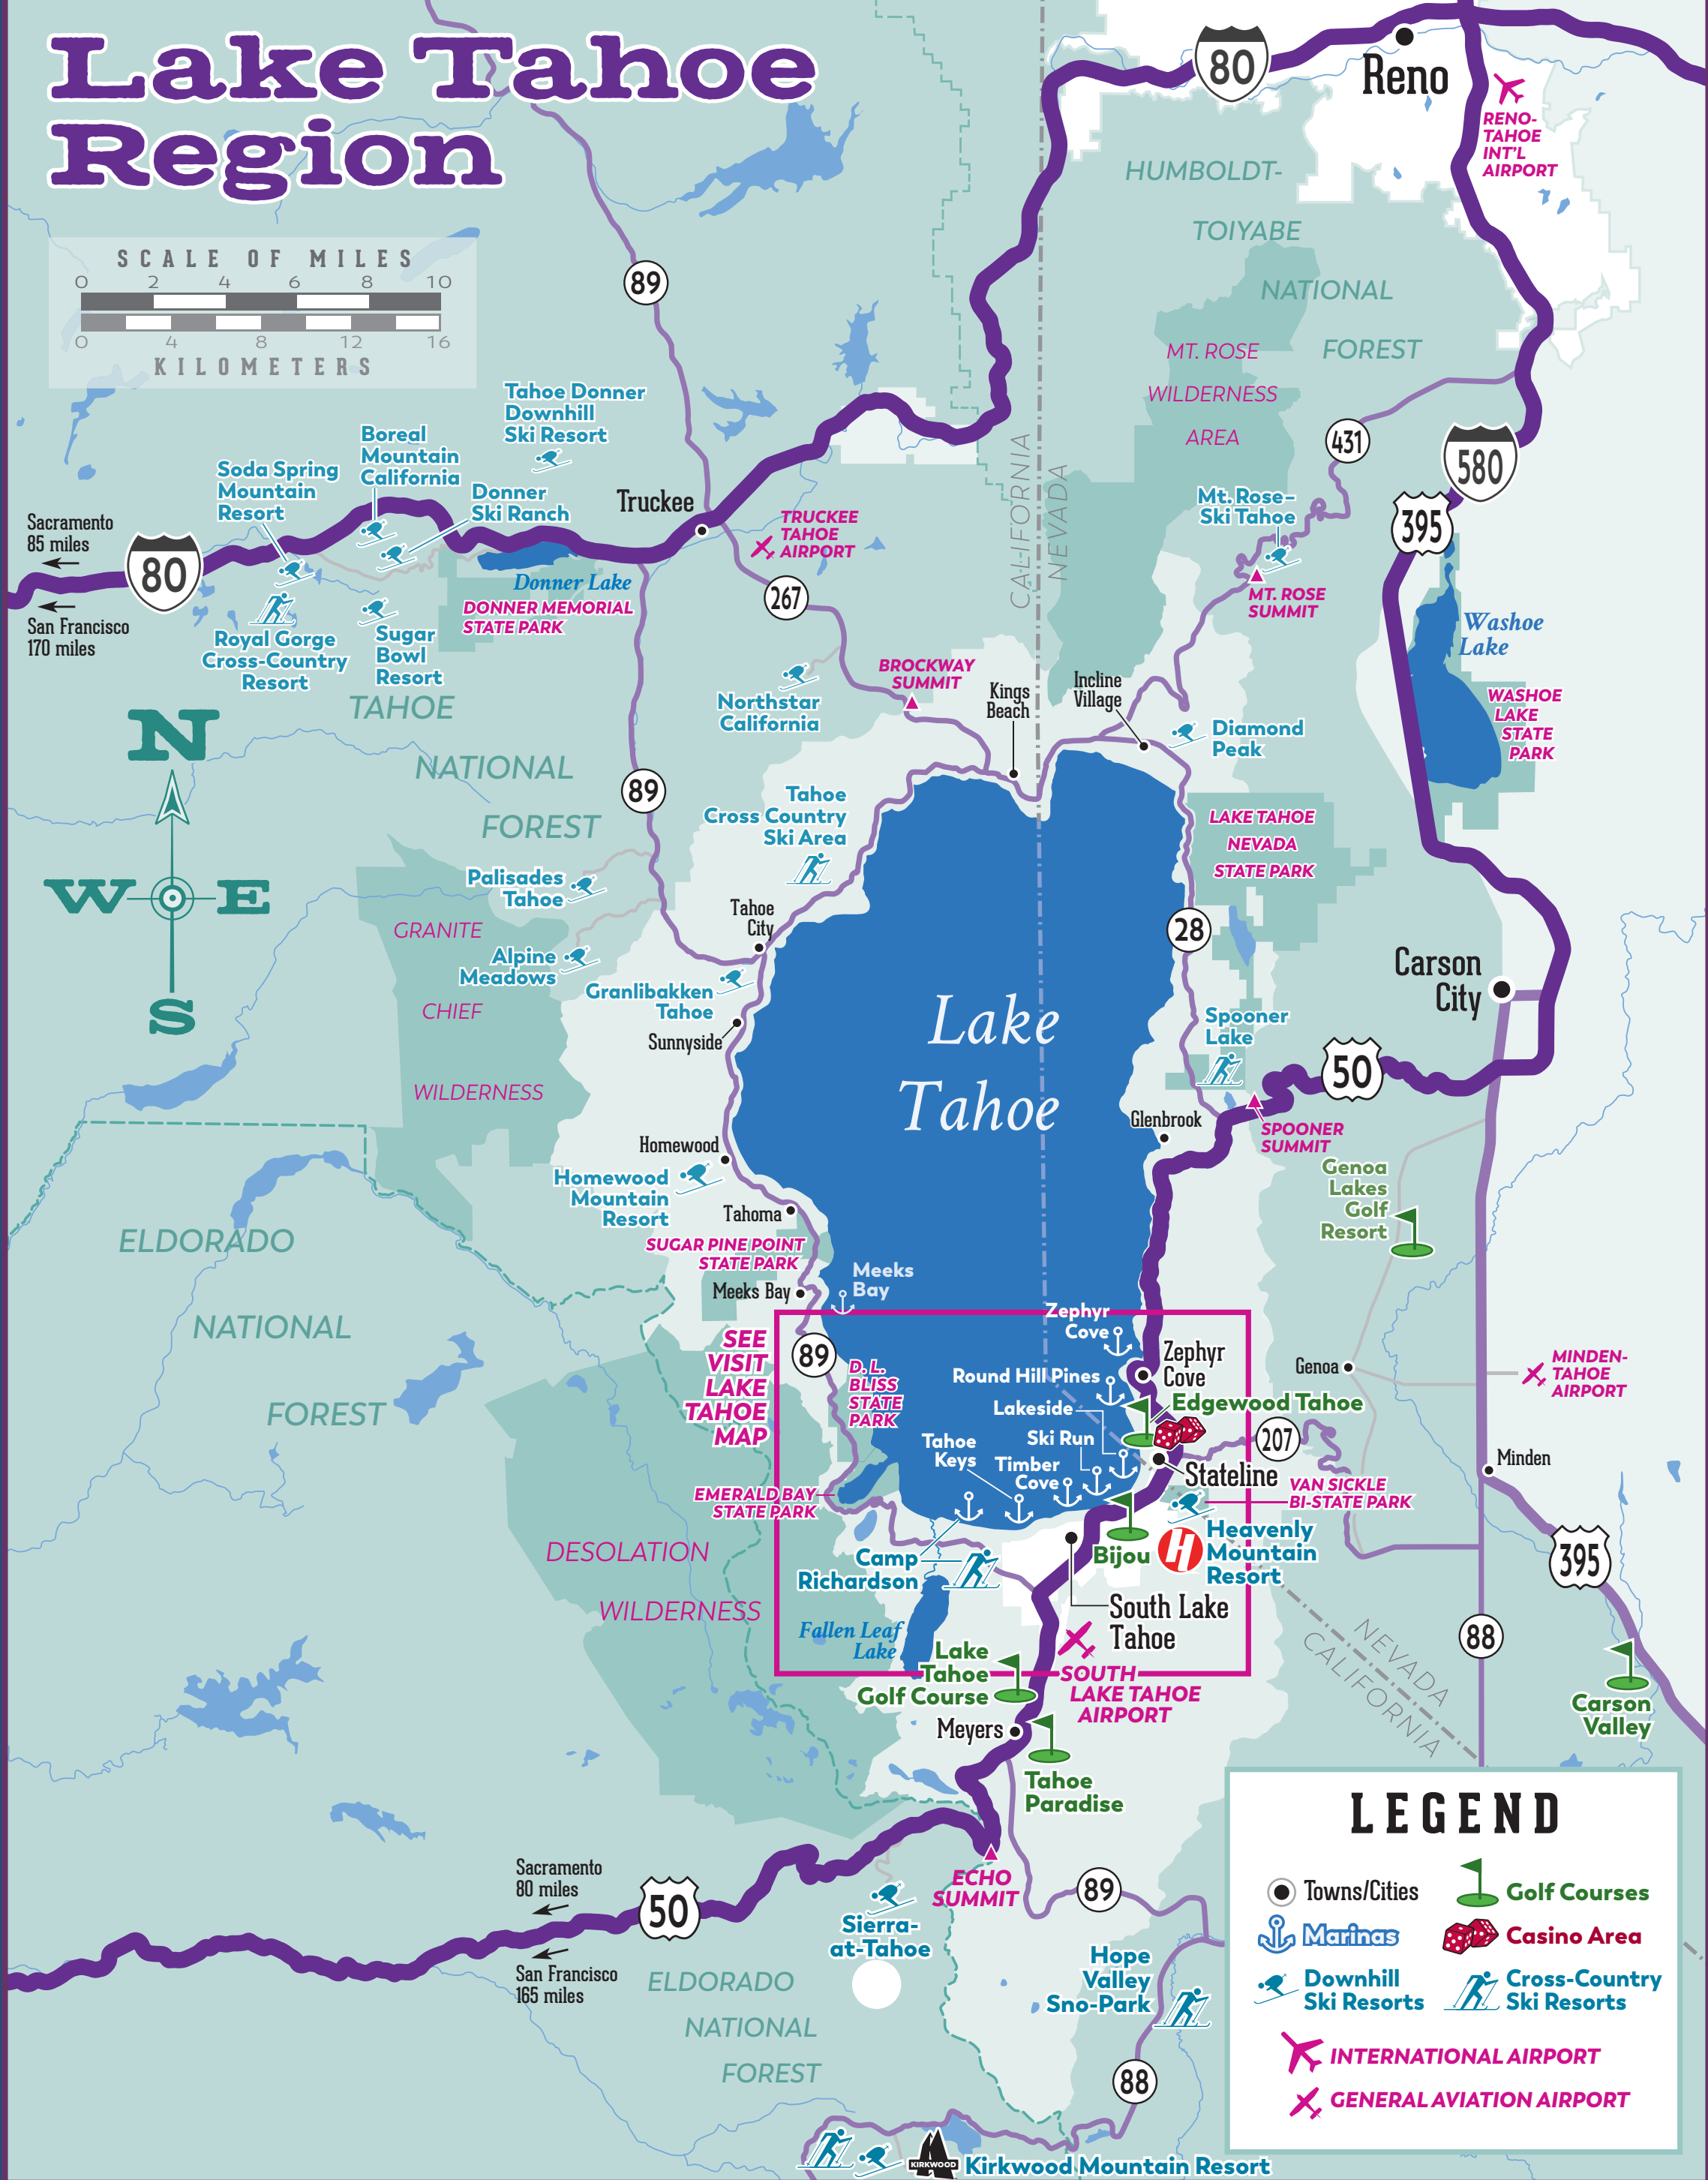 Lake Tahoe
Region
SCALE OF MILES
0 2 4 6 8 10
0 4 8 12 16
KILOMETERS
80
Reno
RENO-
TAHOE
INT'L
AIRPORT
HUMBOLDT-
TOIYABE
NATIONAL
FOREST
89
MT. ROSE
WILDERNESS
AREA
431
580
395
CALIFORNIA
NEVADA
Tahoe Donner
Downhill
Ski Resort
Boreal
Mountain
California
Soda Spring
Mountain
Resort
Donner
Ski Ranch
Truckee
TRUCKEE
TAHOE
AIRPORT
Mt. Rose–
Ski Tahoe
MT. ROSE
SUMMIT
Sacramento
85 miles
80
San Francisco
170 miles
Donner Lake
DONNER MEMORIAL
STATE PARK
267
Royal Gorge
Cross-Country
Resort
Sugar
Bowl
Resort
Washoe
Lake
WASHOE
LAKE
STATE
PARK
TAHOE
NATIONAL
FOREST
Northstar
California
BROCKWAY
SUMMIT
Kings
Beach
Incline
Village
Diamond
Peak
N
W
E
S
89
Tahoe
Cross Country
Ski Area
LAKE TAHOE
NEVADA
STATE PARK
Palisades
Tahoe
Tahoe
City
28
GRANITE
CHIEF
WILDERNESS
Alpine
Meadows
Granlibakken
Tahoe
Sunnyside
Lake
Tahoe
Carson
City
Spooner
Lake
50
Glenbrook
SPOONER
SUMMIT
Homewood
Homewood
Mountain
Resort
Tahoma
Genoa
Lakes
Golf
Resort
SUGAR PINE POINT
STATE PARK
Meeks Bay
Meeks
Bay
ELDORADO
NATIONAL
FOREST
SEE
VISIT
LAKE
TAHOE
MAP
89
D. L.
BLISS
STATE
PARK
Zephyr
Cove
Zephyr
Cove
Round Hill Pines
Lakeside
Ski Run
Tahoe
Keys
Timber
Cove
Edgewood Tahoe
207
Stateline
Genoa
MINDEN-
TAHOE
AIRPORT
Minden
EMERALD BAY
STATE PARK
VAN SICKLE
BI-STATE PARK
Heavenly
Mountain
Resort
H
Bijou
Camp
Richardson
395
DESOLATION
WILDERNESS
Fallen Leaf
Lake
South Lake
Tahoe
88
NEVADA
CALIFORNIA
Lake
Tahoe
Golf Course
SOUTH
LAKE TAHOE
AIRPORT
Meyers
Carson
Valley
Tahoe
Paradise
ECHO
SUMMIT
Sacramento
80 miles
50
San Francisco
165 miles
89
Sierra-
at-Tahoe
Hope
Valley
Sno-Park
ELDORADO
NATIONAL
FOREST
88
KIRKWOOD
Kirkwood Mountain Resort
LEGEND
Towns/Cities
Golf Courses
Marinas
Casino Area
Downhill
Ski Resorts
Cross-Country
Ski Resorts
INTERNATIONAL AIRPORT
GENERAL AVIATION AIRPORT